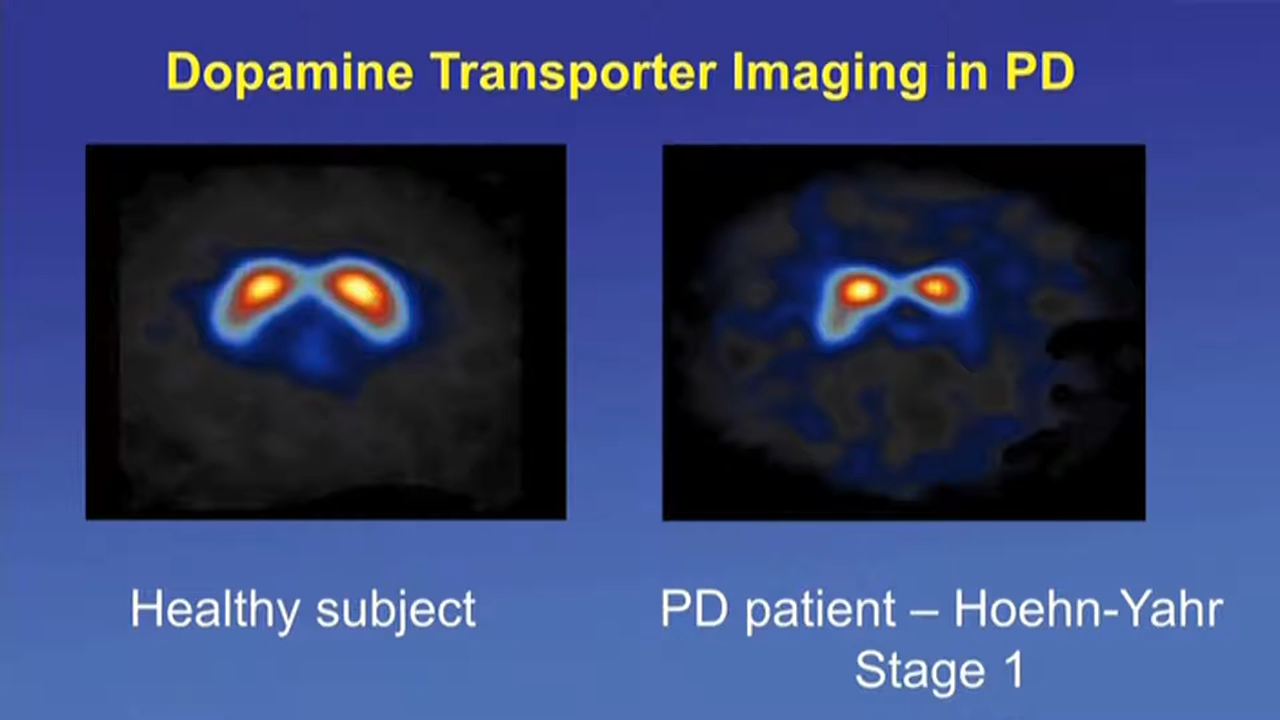 Dopamine Transporter Imaging in PD
Healthy subject
PD patient – Hoehn-Yahr
Stage 1